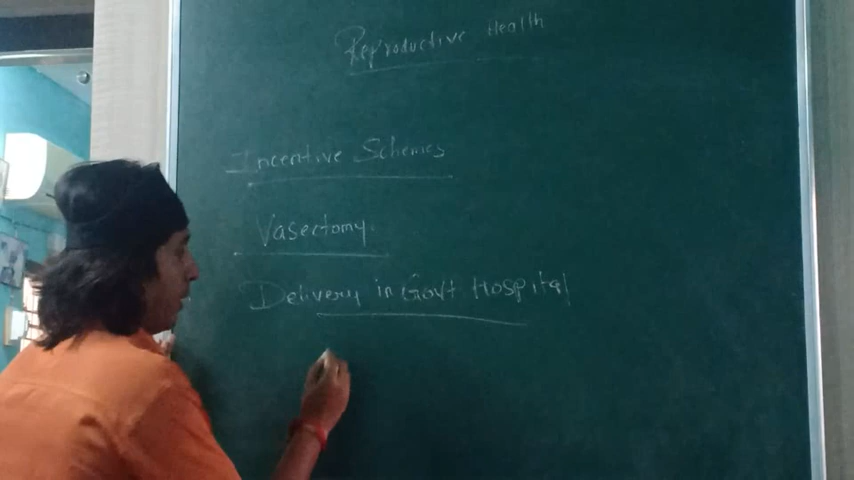 Reproductive Health
Incentive Schemes
Vasectomy
Delivery in Govt Hospital